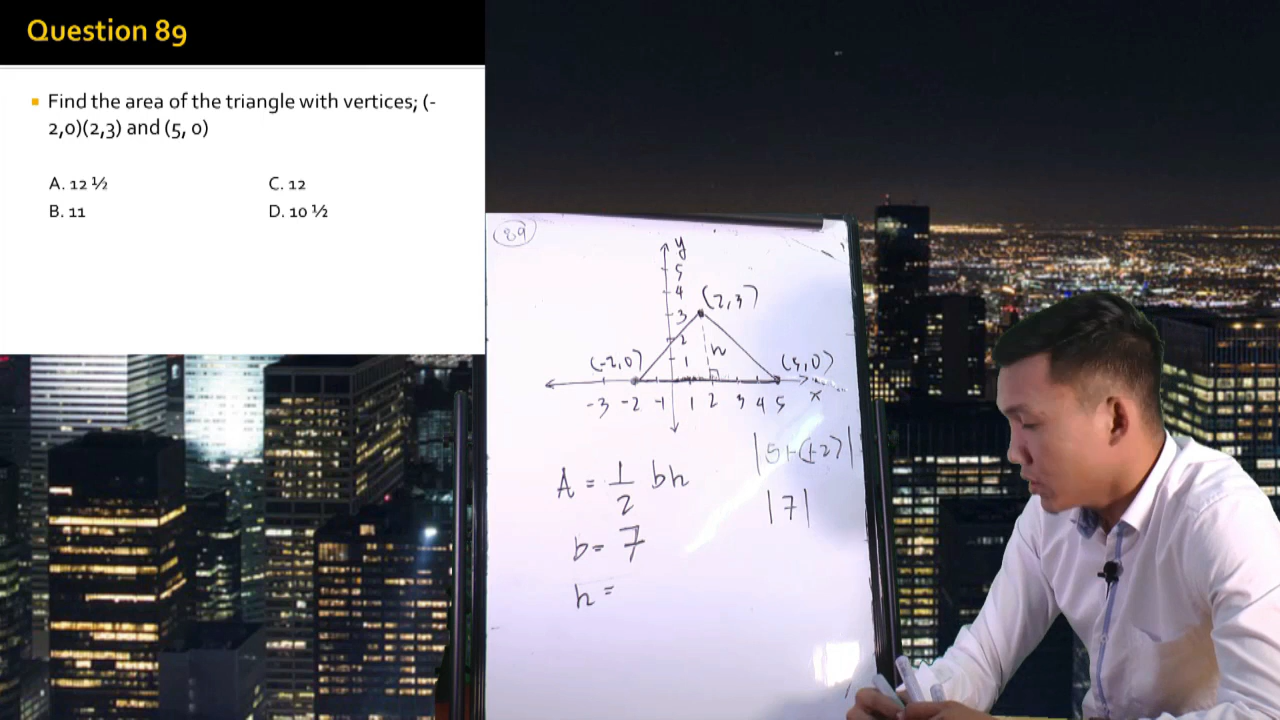 Question 89
Find the area of the triangle with vertices; (-
2,0)(2,3) and (5, 0)
A. 12 ½
C. 12
B. 11
D. 10 ½
89
y
5
4
(2,3)
3
2
h
1
(-2,0)
(5,0)
-3 -2 -1 1 2 3 4 5 x
A = 1/2 bh
b = 7
h =
|7|